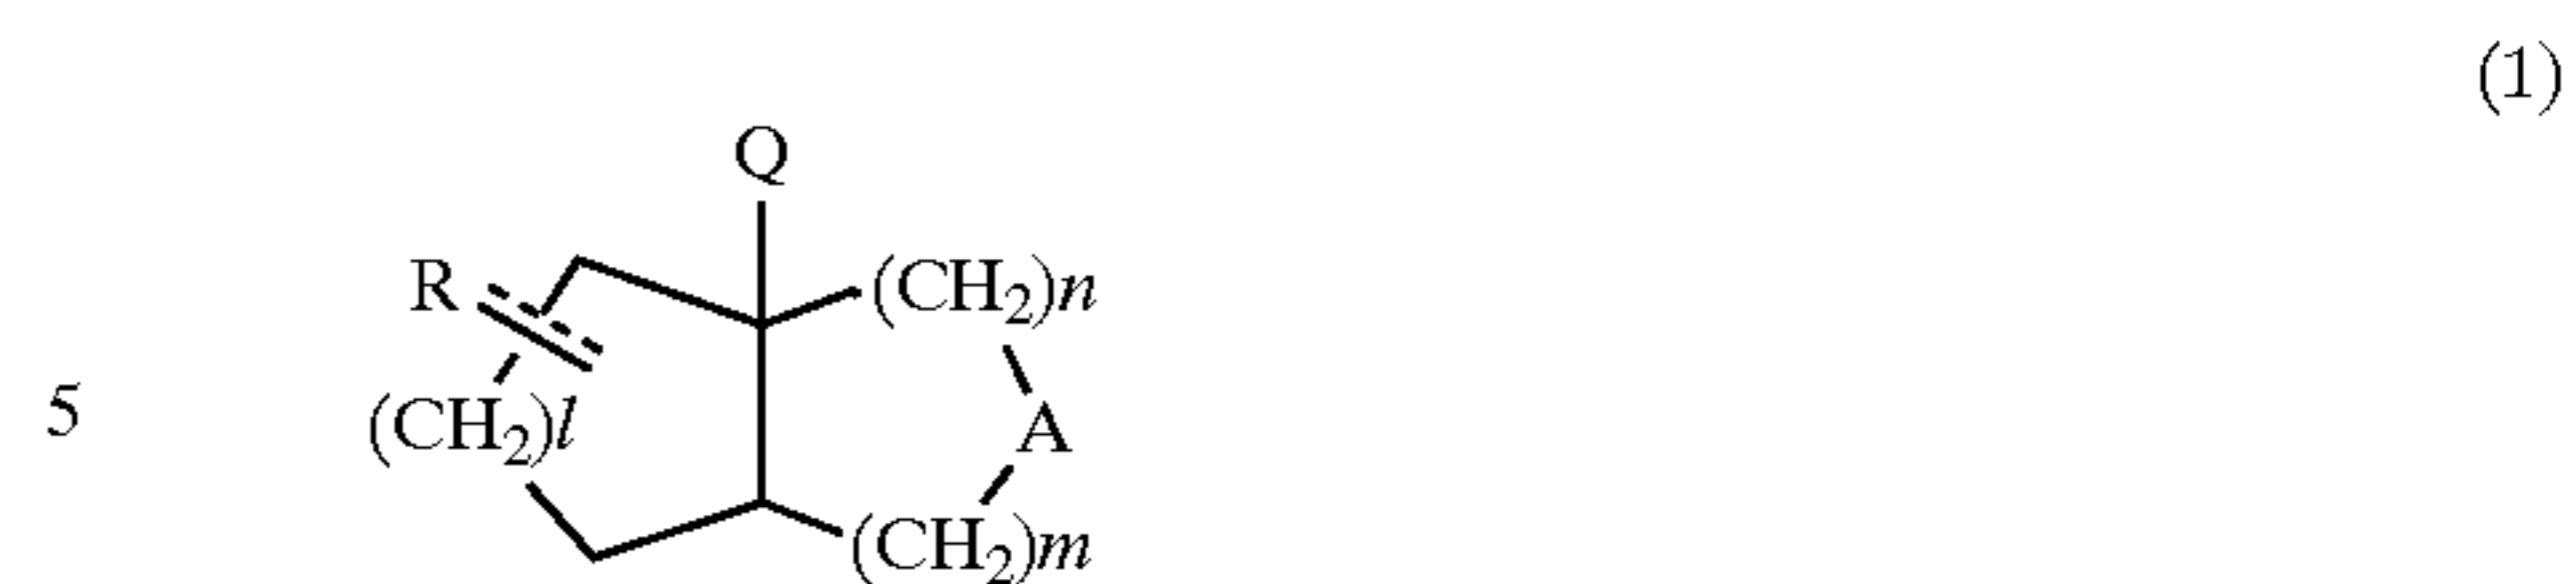 (1)
Q
R (CH₂)n
5 (CH₂)l A
(CH₂)m